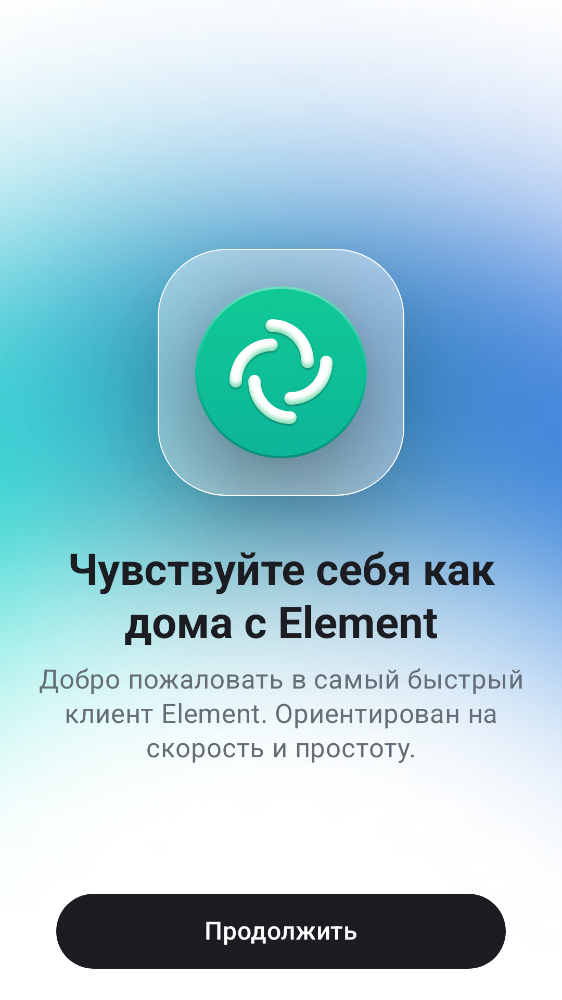 Чувствуйте себя как
дома с Element
Добро пожаловать в самый быстрый
клиент Element. Ориентирован на
скорость и простоту.
Продолжить